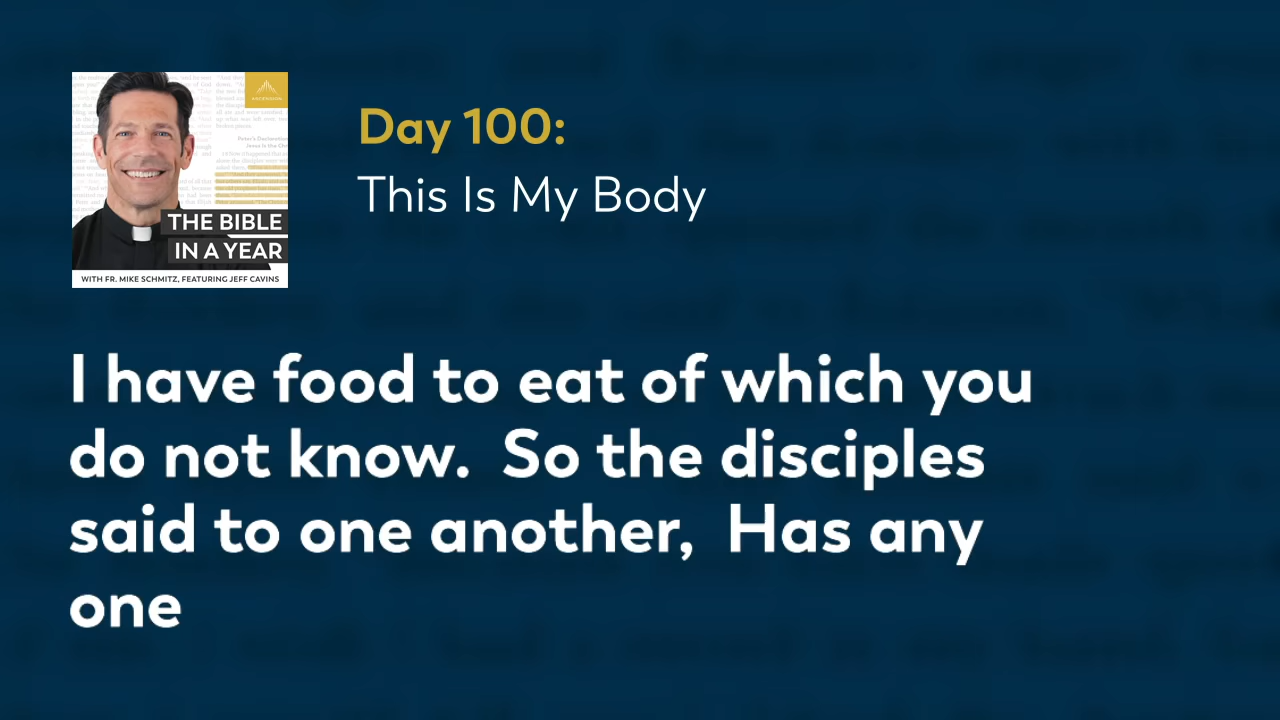 THE BIBLE
IN A YEAR
WITH FR. MIKE SCHMITZ, FEATURING JEFF CAVINS
Day 100:
This Is My Body
I have food to eat of which you
do not know.  So the disciples
said to one another,  Has any
one